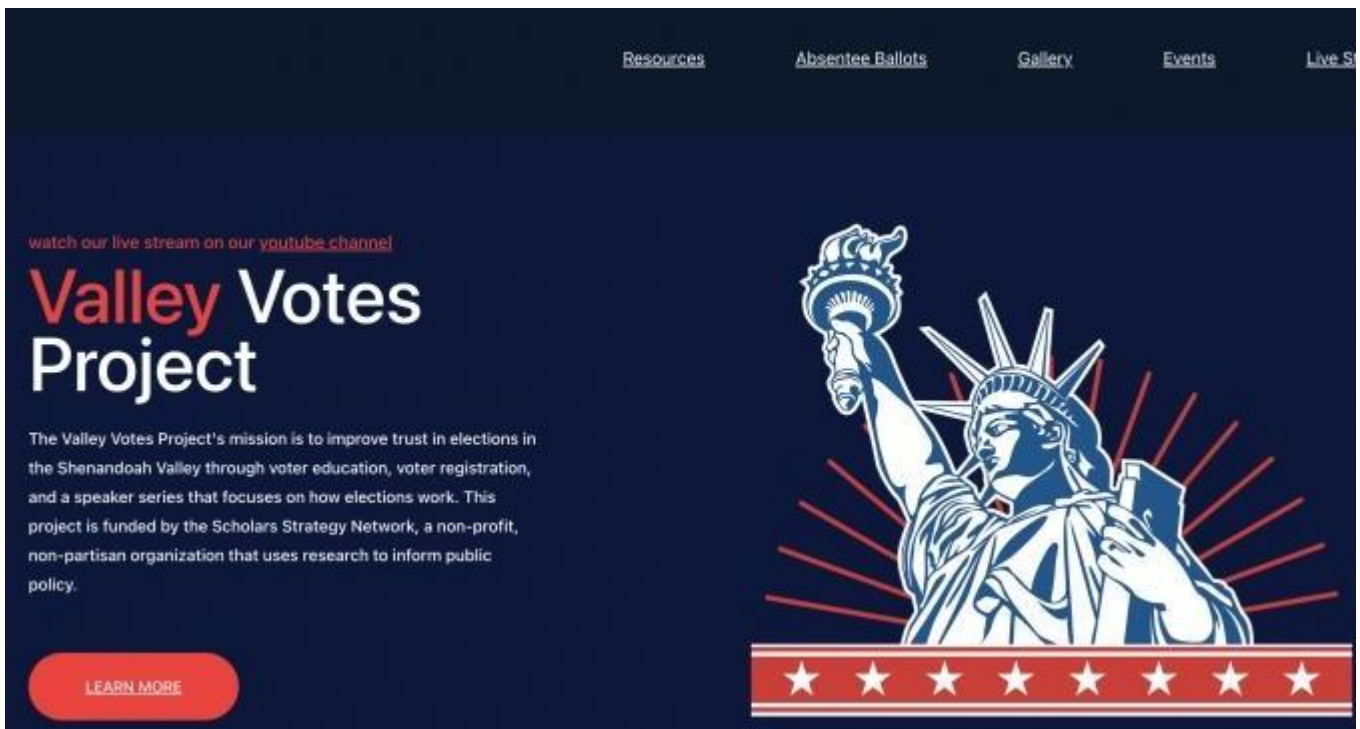 Resources Absentee Ballots Gallery Events Live
watch our live stream on our youtube channel
Valley Votes
Project
The Valley Votes Project's mission is to improve trust in elections in
the Shenandoah Valley through voter education, voter registration,
and a speaker series that focuses on how elections work. This
project is funded by the Scholars Strategy Network, a non-profit,
non-partisan organization that uses research to inform public
policy.
LEARN MORE